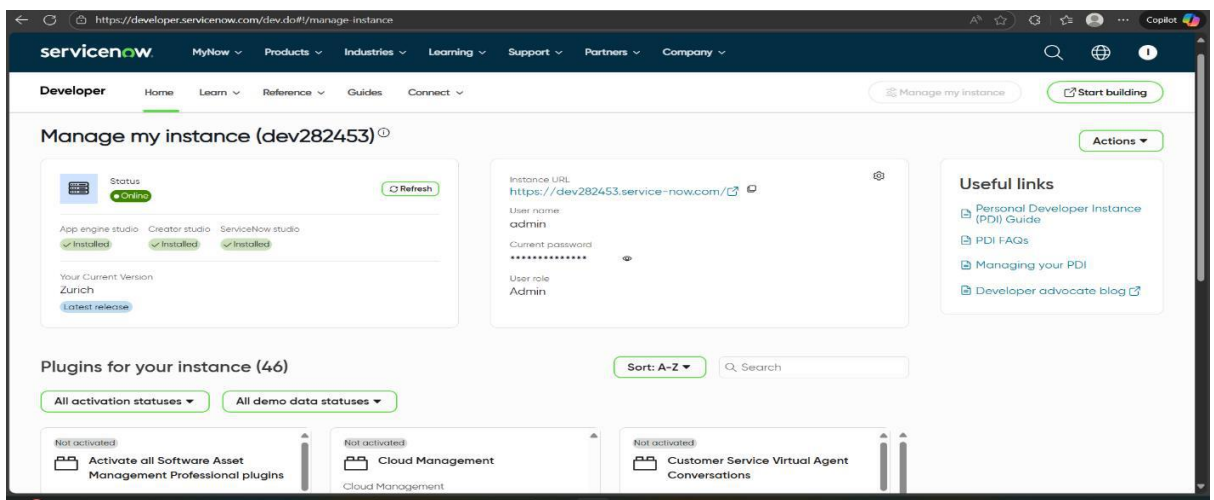 https://developer.servicenow.com/dev.do#!/manage-instance
Copilot
servicenow.
MyNow
Products
Industries
Learning
Support
Partners
Company
I
Developer
Home
Learn
Reference
Guides
Connect
Manage my instance
Start building
Manage my instance (dev282453)
Actions
Status
Online
Refresh
App engine studio Creator studio ServiceNow studio
Installed Installed Installed
Your Current Version
Zurich
Latest release
Instance URL
https://dev282453.service-now.com/
User name
admin
Current password
••••••••••••••
User role
Admin
Useful links
Personal Developer Instance
(PDI) Guide
PDI FAQs
Managing your PDI
Developer advocate blog
Plugins for your instance (46)
Sort: A-Z
Search
All activation statuses
All demo data statuses
Not activated
Activate all Software Asset
Management Professional plugins
Not activated
Cloud Management
Cloud Management
Not activated
Customer Service Virtual Agent
Conversations